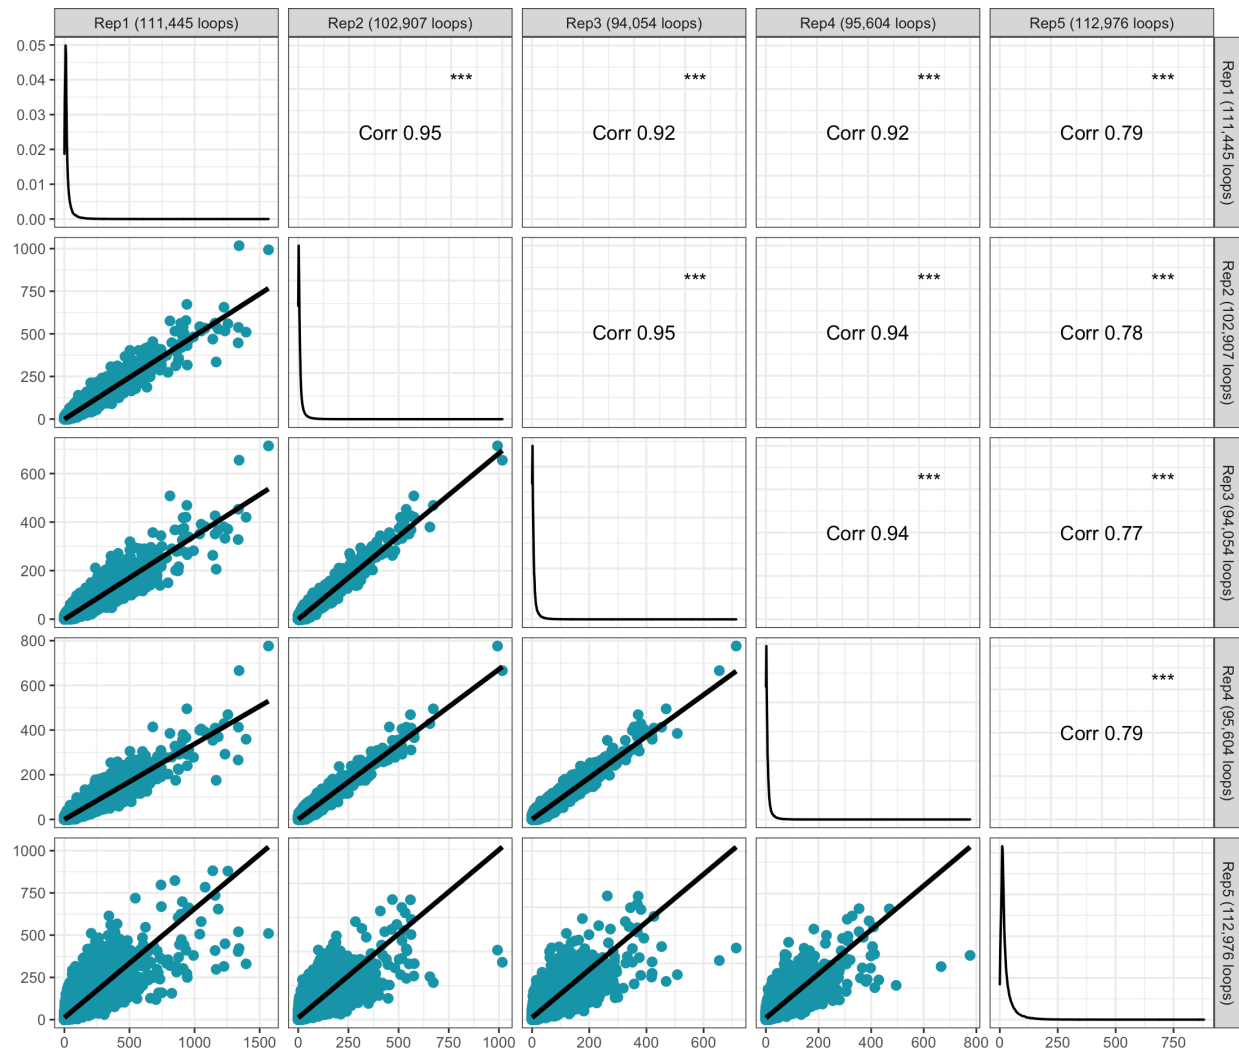 Rep1 (111,445 loops) Rep2 (102,907 loops) Rep3 (94,054 loops) Rep4 (95,604 loops) Rep5 (112,976 loops)
0.05
0.04
0.03
0.02
0.01
0.00
***
Corr 0.95
***
Corr 0.92
***
Corr 0.92
***
Corr 0.79
Rep1 (111,445 loops)
1000
750
500
250
0
***
Corr 0.95
***
Corr 0.94
***
Corr 0.78
Rep2 (102,907 loops)
600
400
200
0
***
Corr 0.94
***
Corr 0.77
Rep3 (94,054 loops)
800
600
400
200
0
***
Corr 0.79
Rep4 (95,604 loops)
1000
750
500
250
0
Rep5 (112,976 loops)
0 500 1000 1500 0 250 500 750 1000 0 200 400 600 0 200 400 600 800 0 250 500 750